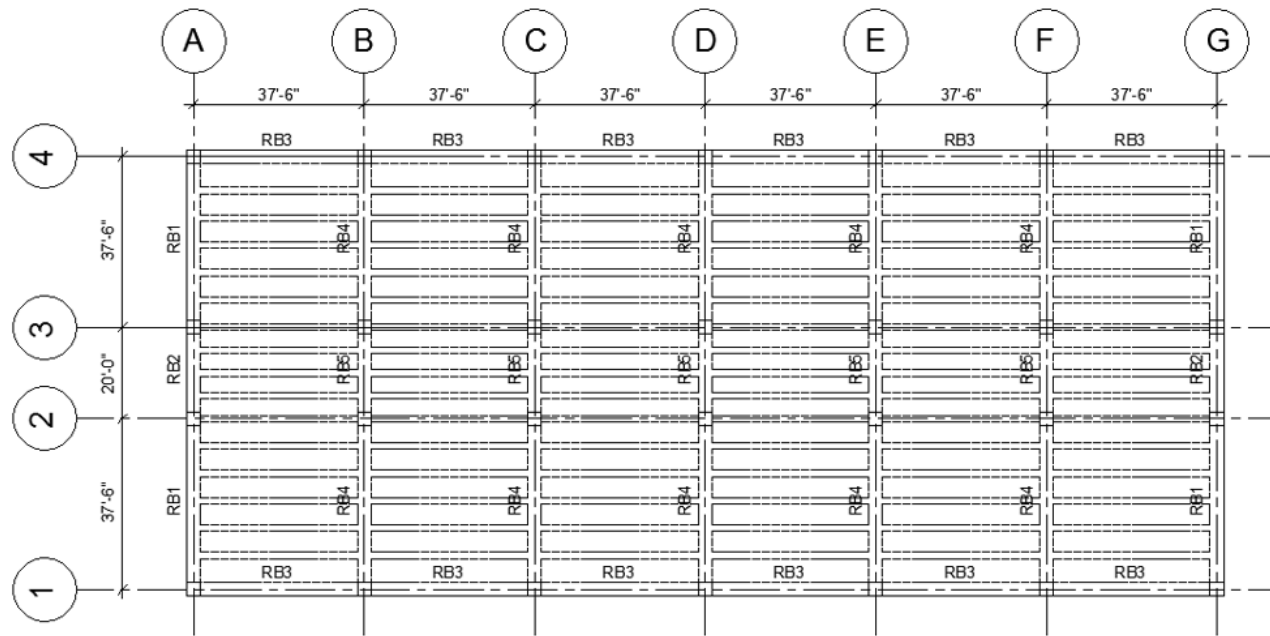 A B C D E F G
37'-6" 37'-6" 37'-6" 37'-6" 37'-6" 37'-6"
RB3 RB3 RB3 RB3 RB3 RB3
4
37'-6" RB1 RB4 RB4 RB4 RB4 RB4 RB1
3
20'-0" RB2 RB5 RB5 RB5 RB5 RB5 RB2
2
37'-6" RB1 RB4 RB4 RB4 RB4 RB4 RB1
RB3 RB3 RB3 RB3 RB3 RB3
1